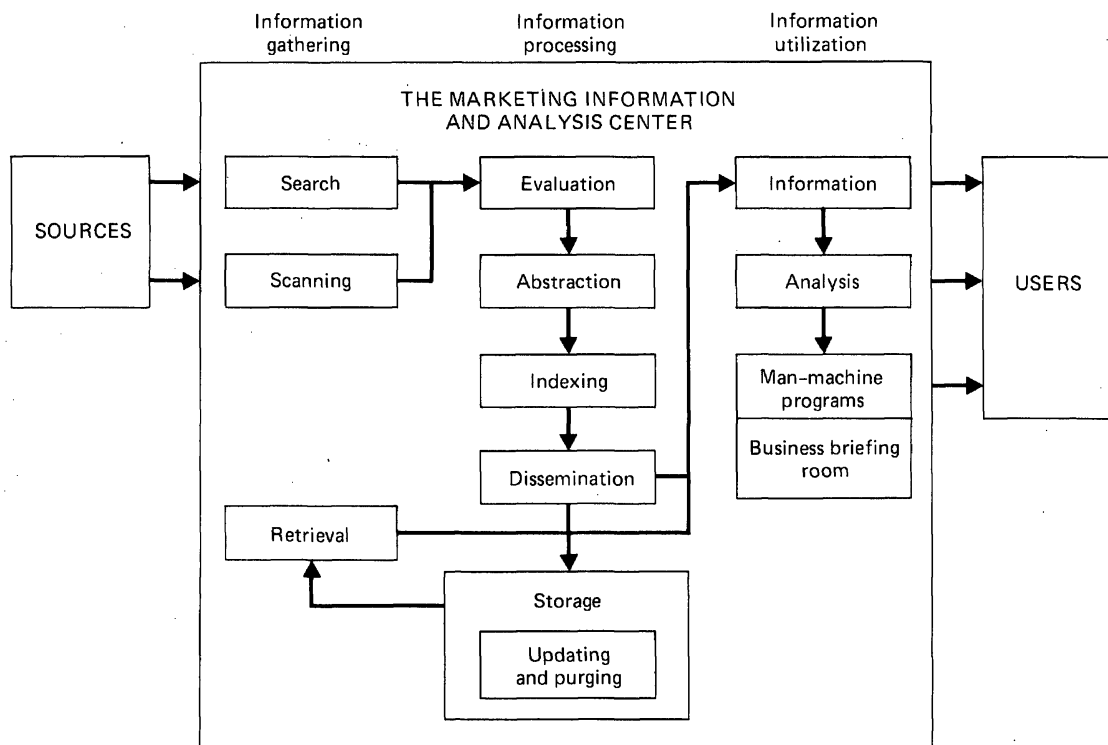 Information
gathering
Information
processing
Information
utilization
THE MARKETING INFORMATION
AND ANALYSIS CENTER
SOURCES
Search
Scanning
Evaluation
Abstraction
Indexing
Dissemination
Retrieval
Storage
Updating
and purging
Information
Analysis
Man-machine
programs
Business briefing
room
USERS